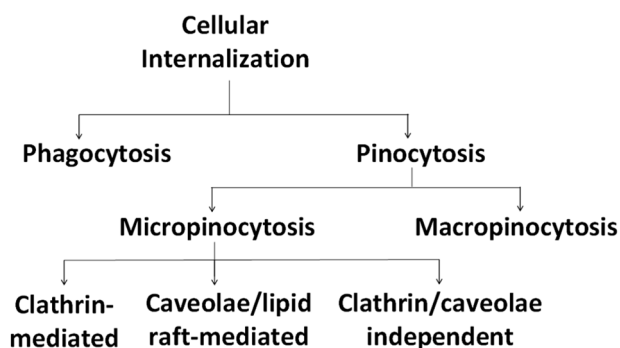 Cellular
Internalization
Phagocytosis
Pinocytosis
Micropinocytosis
Macropinocytosis
Clathrin-
mediated
Caveolae/lipid
raft-mediated
Clathrin/caveolae
independent